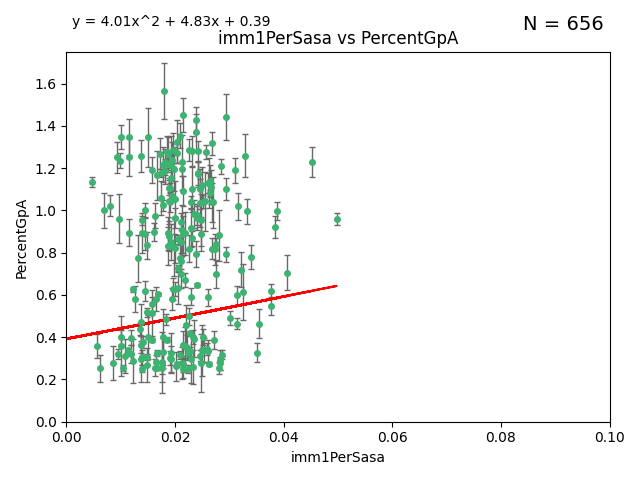 y = 4.01x^2 + 4.83x + 0.39
N = 656
imm1PerSasa vs PercentGpA
PercentGpA
1.6
1.4
1.2
1.0
0.8
0.6
0.4
0.2
0.0
0.00 0.02 0.04 0.06 0.08 0.10
imm1PerSasa